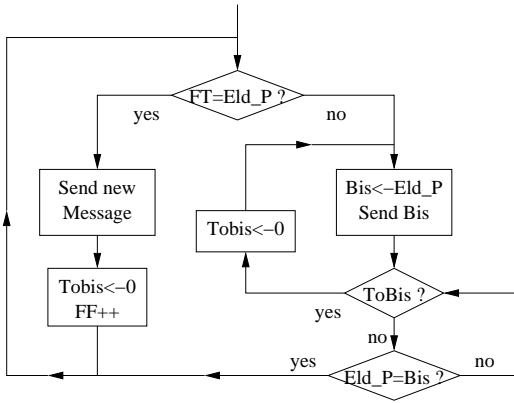 FT=Eld_P ?
yes
no
Send new
Message
Bis<−Eld_P
Send Bis
Tobis<−0
Tobis<−0
FF++
ToBis ?
yes
no
Eld_P=Bis ?
yes
no